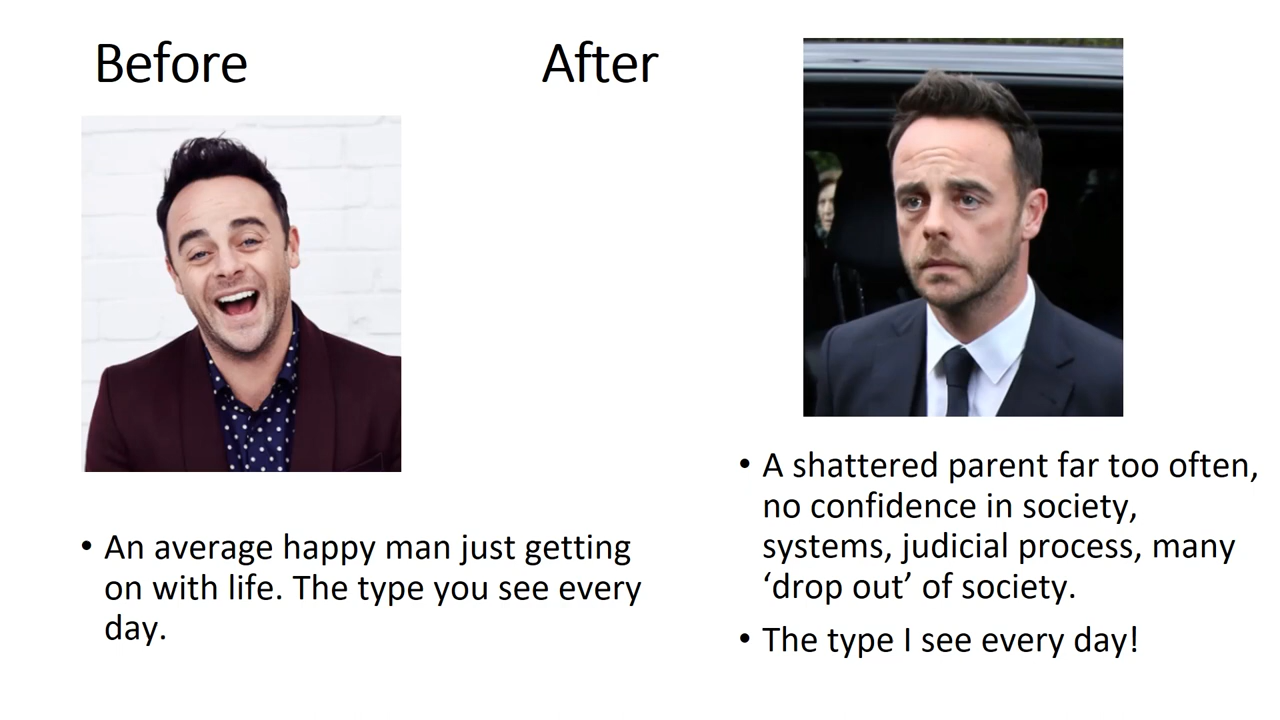 Before
After
• An average happy man just getting
on with life. The type you see every
day.
• A shattered parent far too often,
no confidence in society,
systems, judicial process, many
‘drop out’ of society.
• The type I see every day!